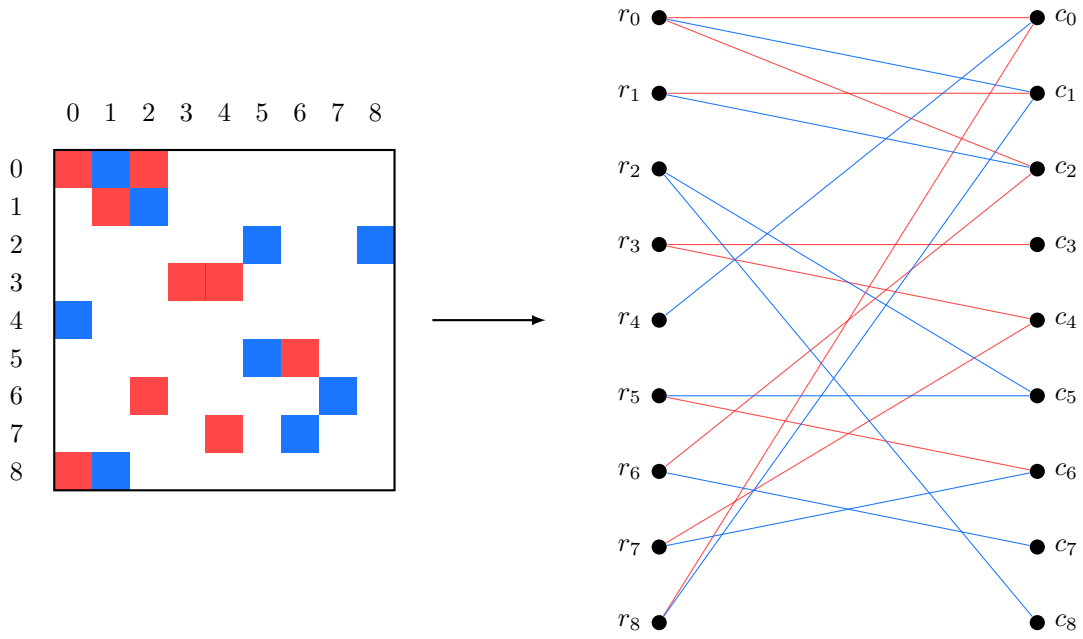 0 1 2 3 4 5 6 7 8
0
1
2
3
4
5
6
7
8
r₀ c₀
r₁ c₁
r₂ c₂
r₃ c₃
r₄ c₄
r₅ c₅
r₆ c₆
r₇ c₇
r₈ c₈